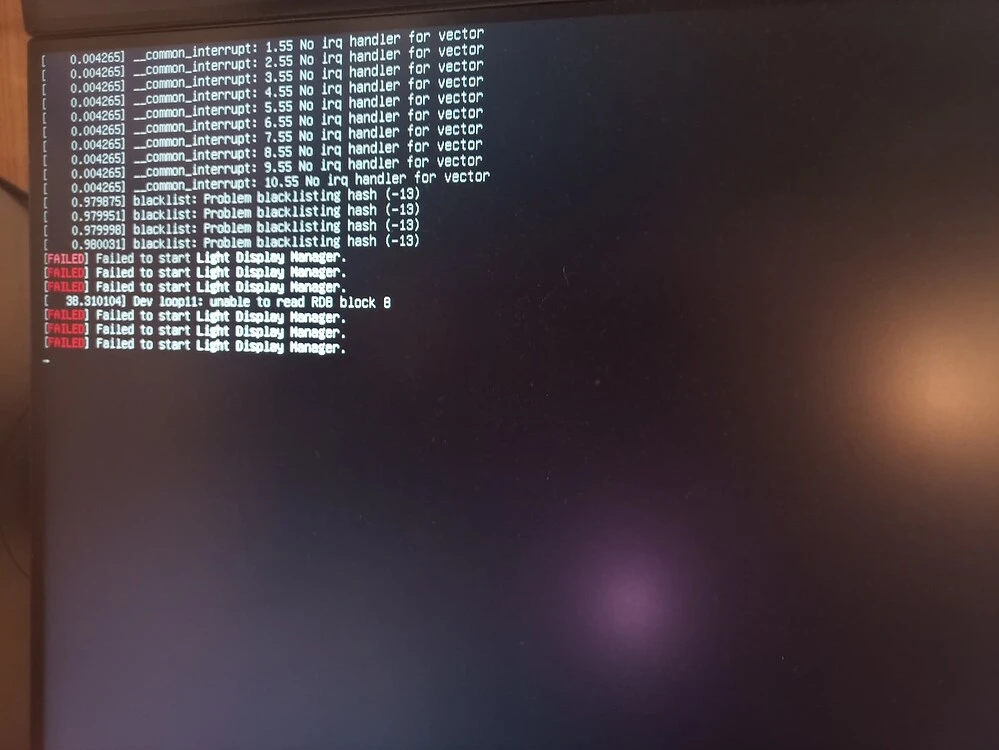 [    0.004265] __common_interrupt: 1.55 No irq handler for vector
[    0.004265] __common_interrupt: 2.55 No irq handler for vector
[    0.004265] __common_interrupt: 3.55 No irq handler for vector
[    0.004265] __common_interrupt: 4.55 No irq handler for vector
[    0.004265] __common_interrupt: 5.55 No irq handler for vector
[    0.004265] __common_interrupt: 6.55 No irq handler for vector
[    0.004265] __common_interrupt: 7.55 No irq handler for vector
[    0.004265] __common_interrupt: 8.55 No irq handler for vector
[    0.004265] __common_interrupt: 9.55 No irq handler for vector
[    0.004265] __common_interrupt: 10.55 No irq handler for vector
[    0.979875] blacklist: Problem blacklisting hash (-13)
[    0.979951] blacklist: Problem blacklisting hash (-13)
[    0.979998] blacklist: Problem blacklisting hash (-13)
[    0.980031] blacklist: Problem blacklisting hash (-13)
[FAILED] Failed to start Light Display Manager.
[FAILED] Failed to start Light Display Manager.
[FAILED] Failed to start Light Display Manager.
[   38.310104] Dev loop11: unable to read RDB block 8
[FAILED] Failed to start Light Display Manager.
[FAILED] Failed to start Light Display Manager.
[FAILED] Failed to start Light Display Manager.